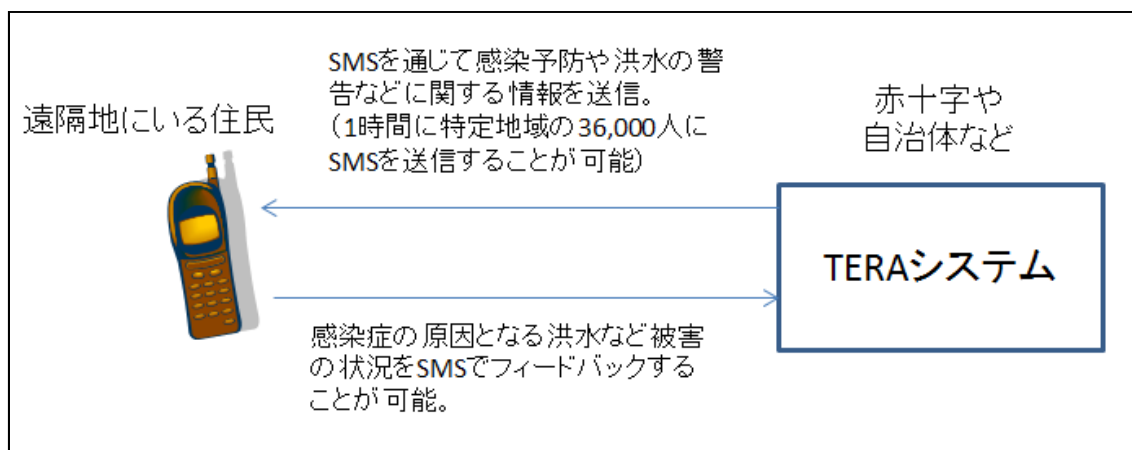 SMSを通じて感染予防や洪水の警
告などに関する情報を送信。
（1時間に特定地域の36,000人に
SMSを送信することが可能）
遠隔地にいる住民
赤十字や
自治体など
TERAシステム
感染症の原因となる洪水など被害
の状況をSMSでフィードバックする
ことが可能。